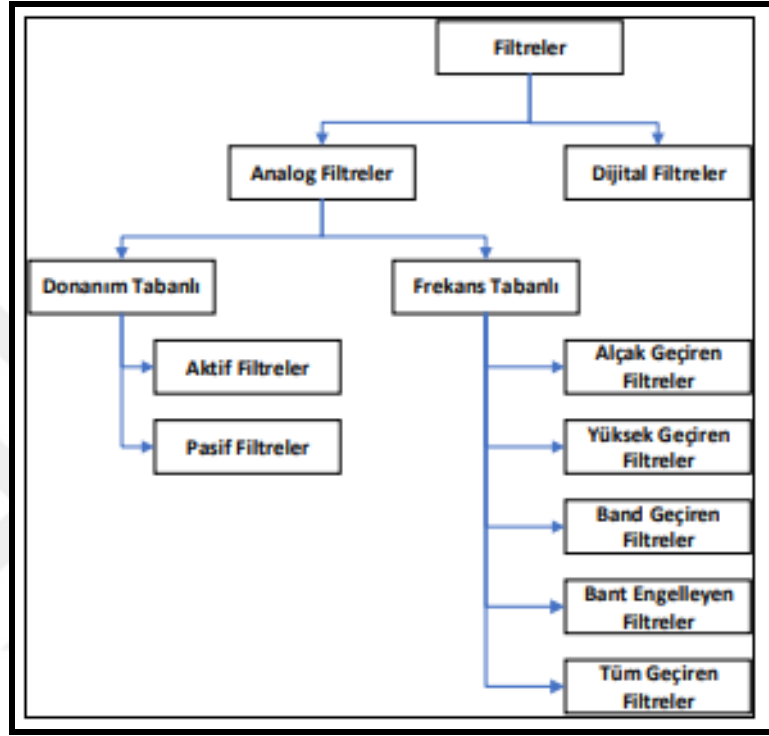 Filtreler
Analog Filtreler
Dijital Filtreler
Donanım Tabanlı
Frekans Tabanlı
Aktif Filtreler
Pasif Filtreler
Alçak Geçiren
Filtreler
Yüksek Geçiren
Filtreler
Band Geçiren
Filtreler
Bant Engelleyen
Filtreler
Tüm Geçiren
Filtreler